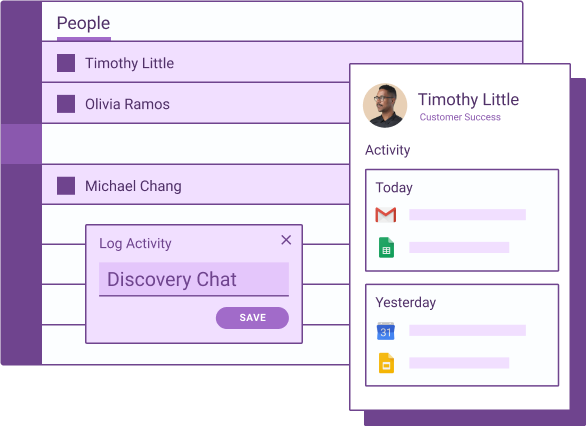 People
Timothy Little
Olivia Ramos
Michael Chang
Log Activity
Discovery Chat
SAVE
Timothy Little
Customer Success
Activity
Today
Yesterday
31